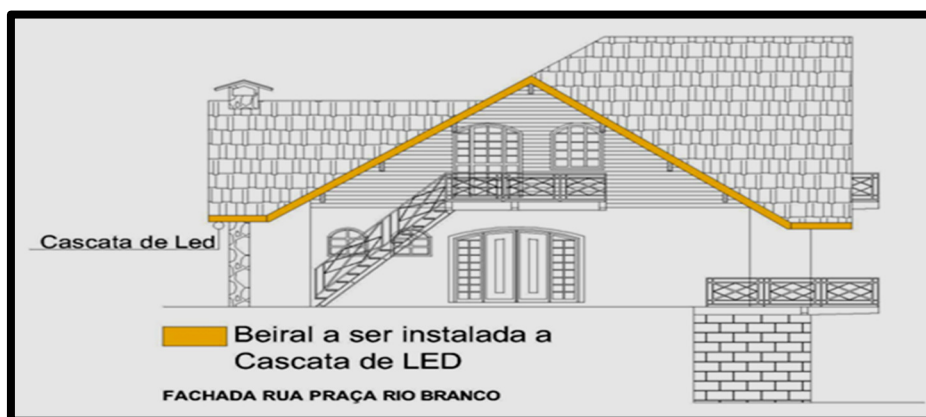 Cascata de Led
Beiral a ser instalada a
Cascata de LED
FACHADA RUA PRAÇA RIO BRANCO